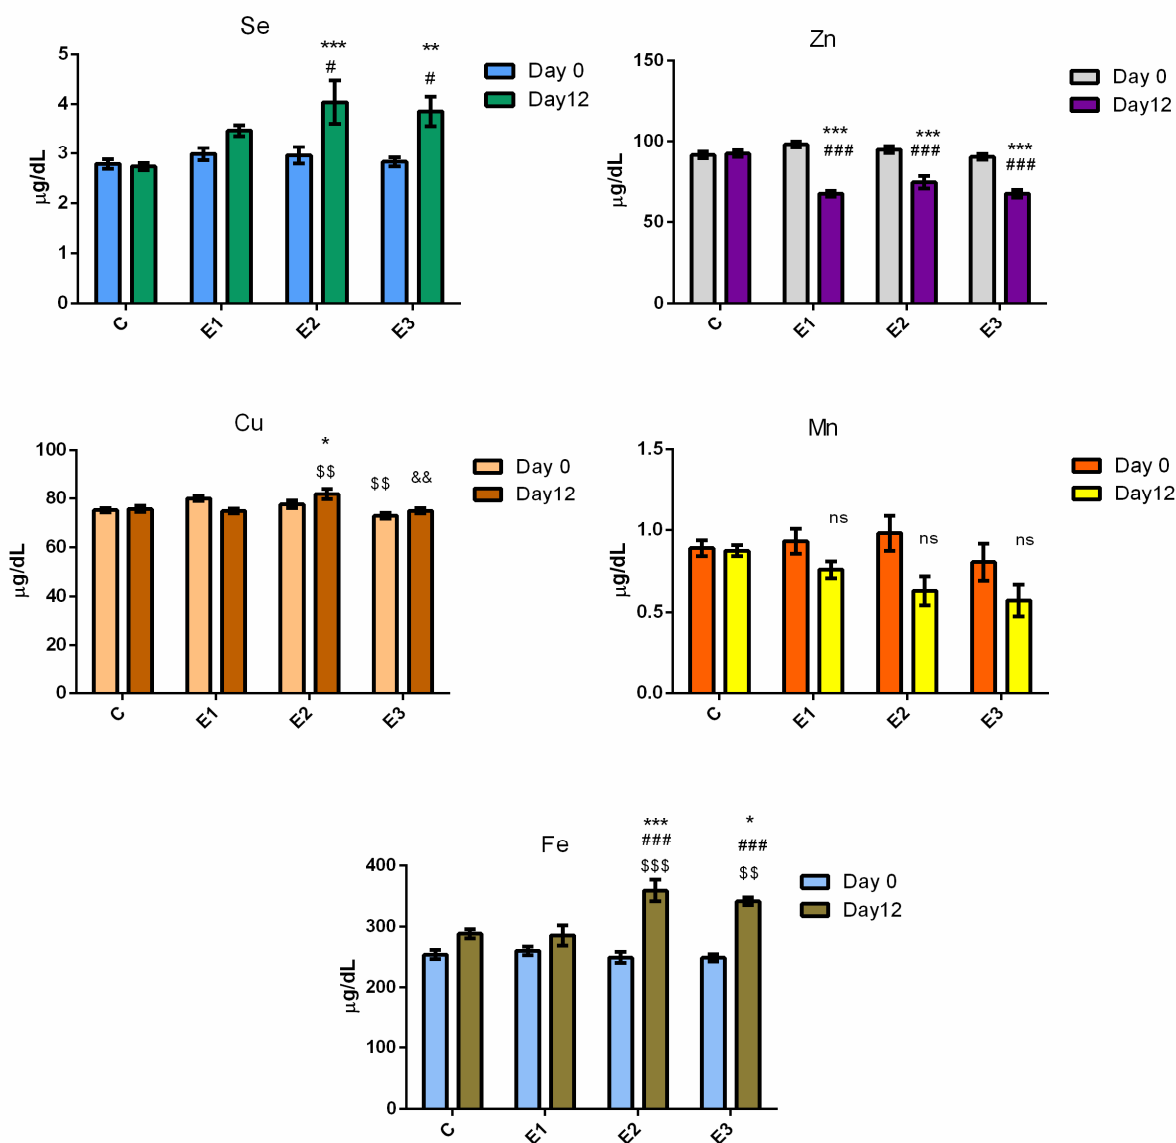 Se
5
4
3
2
1
0
µg/dL
***
#
**
#
Day 0
Day12
C
E1
E2
E3
Zn
150
100
50
0
µg/dL
***
###
***
###
***
###
Day 0
Day12
C
E1
E2
E3
Cu
100
80
60
40
20
0
µg/dL
*
$$
$$
&&
Day 0
Day12
C
E1
E2
E3
Mn
1.5
1.0
0.5
0.0
µg/dL
ns
ns
ns
Day 0
Day12
C
E1
E2
E3
Fe
400
300
200
100
0
µg/dL
***
###
$$$
*
###
$$
Day 0
Day12
C
E1
E2
E3